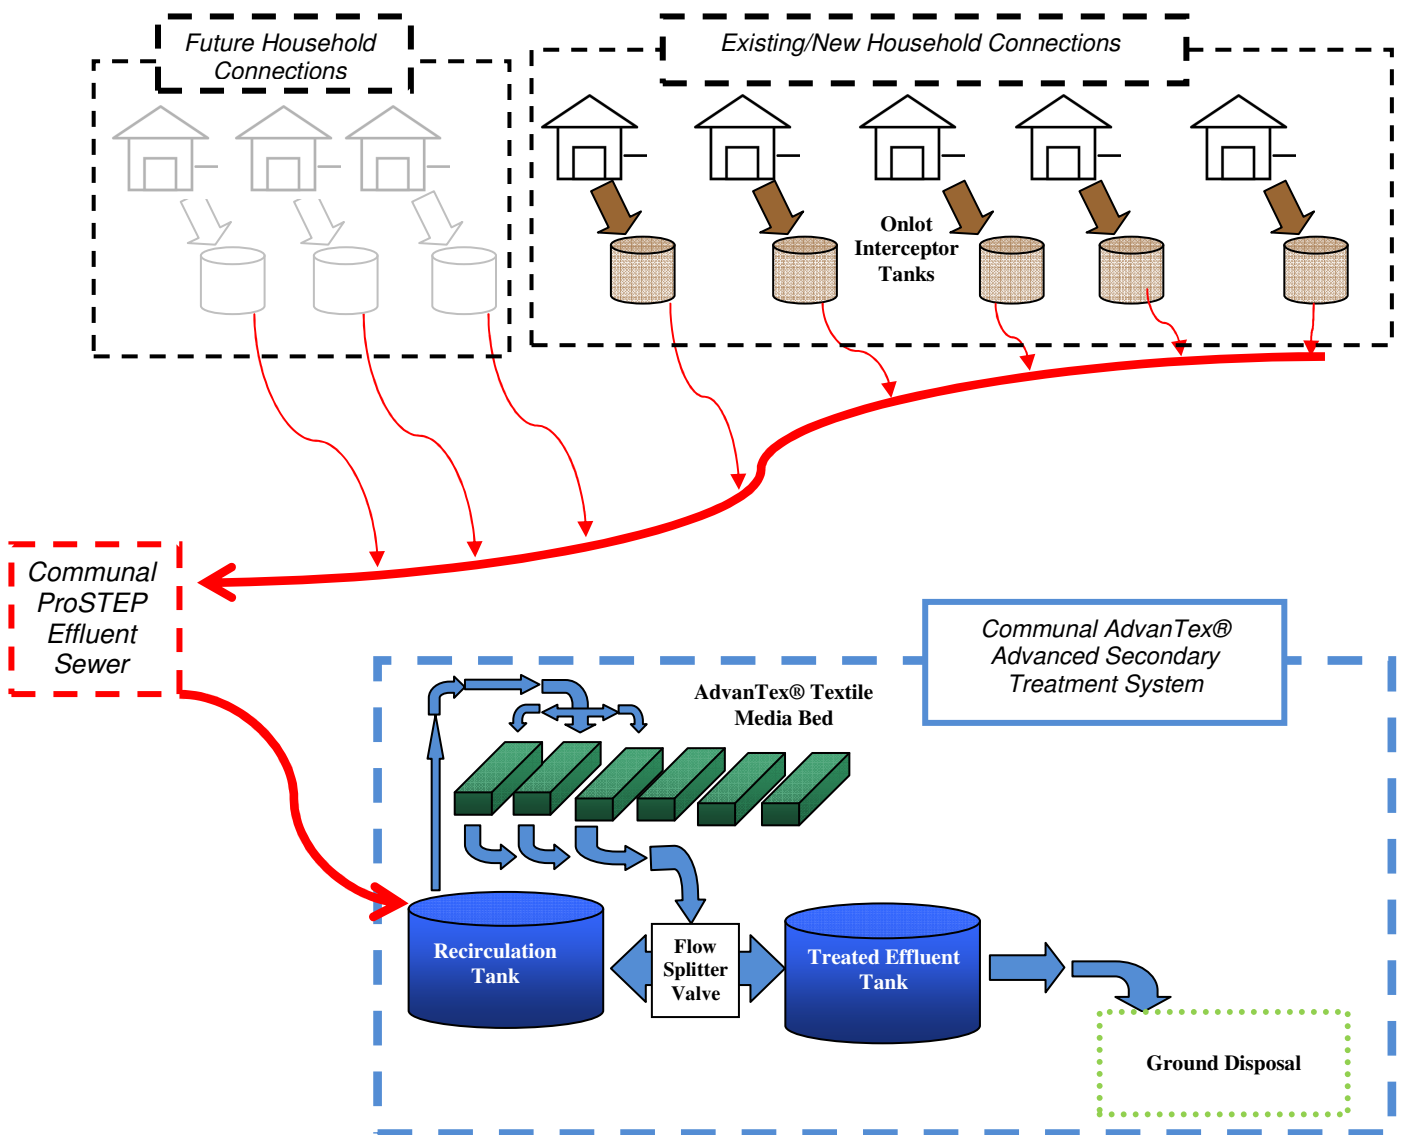 Future Household
Connections
Existing/New Household Connections
Onlot
Interceptor
Tanks
Communal
ProSTEP
Effluent
Sewer
Communal AdvanTex®
Advanced Secondary
Treatment System
AdvanTex® Textile
Media Bed
Recirculation
Tank
Flow
Splitter
Valve
Treated Effluent
Tank
Ground Disposal